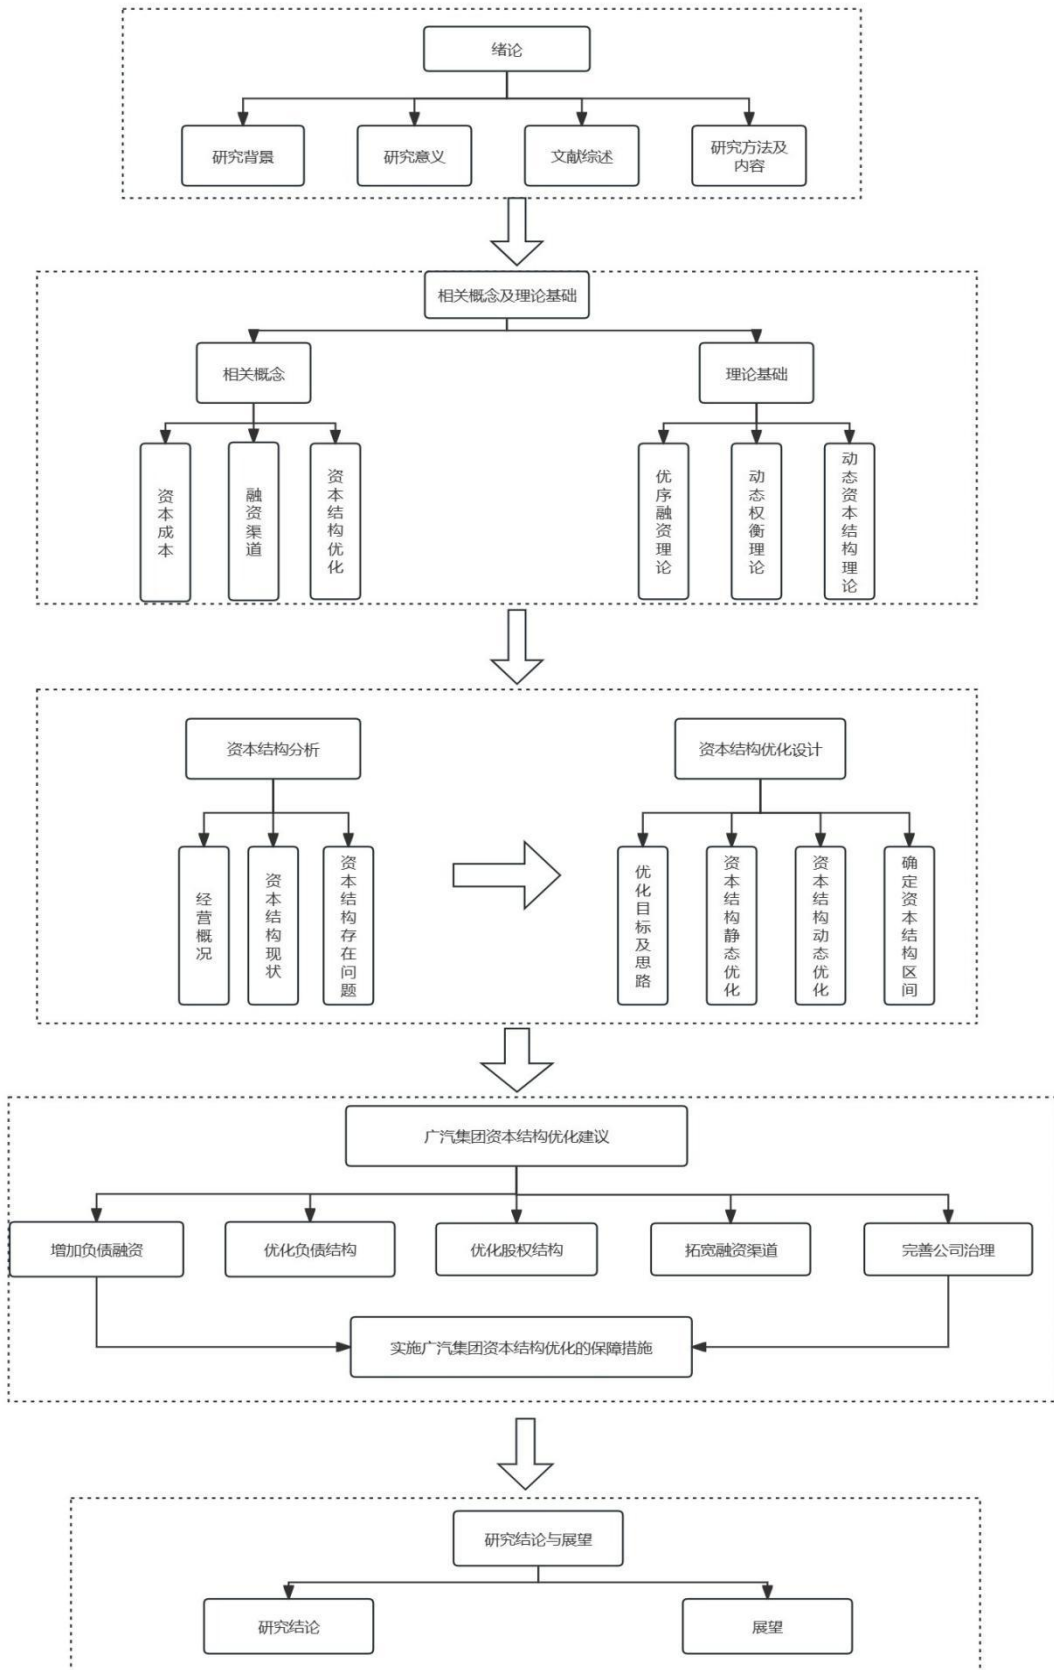 绪论
研究背景
研究意义
文献综述
研究方法及
内容
相关概念及理论基础
相关概念
理论基础
资本成本
融资渠道
资本结构优化
优序融资理论
动态权衡理论
动态资本结构理论
资本结构分析
资本结构优化设计
经营概况
资本结构现状
资本结构存在问题
优化目标及思路
资本结构静态优化
资本结构动态优化
确定资本结构区间
广汽集团资本结构优化建议
增加负债融资
优化负债结构
优化股权结构
拓宽融资渠道
完善公司治理
实施广汽集团资本结构优化的保障措施
研究结论与展望
研究结论
展望